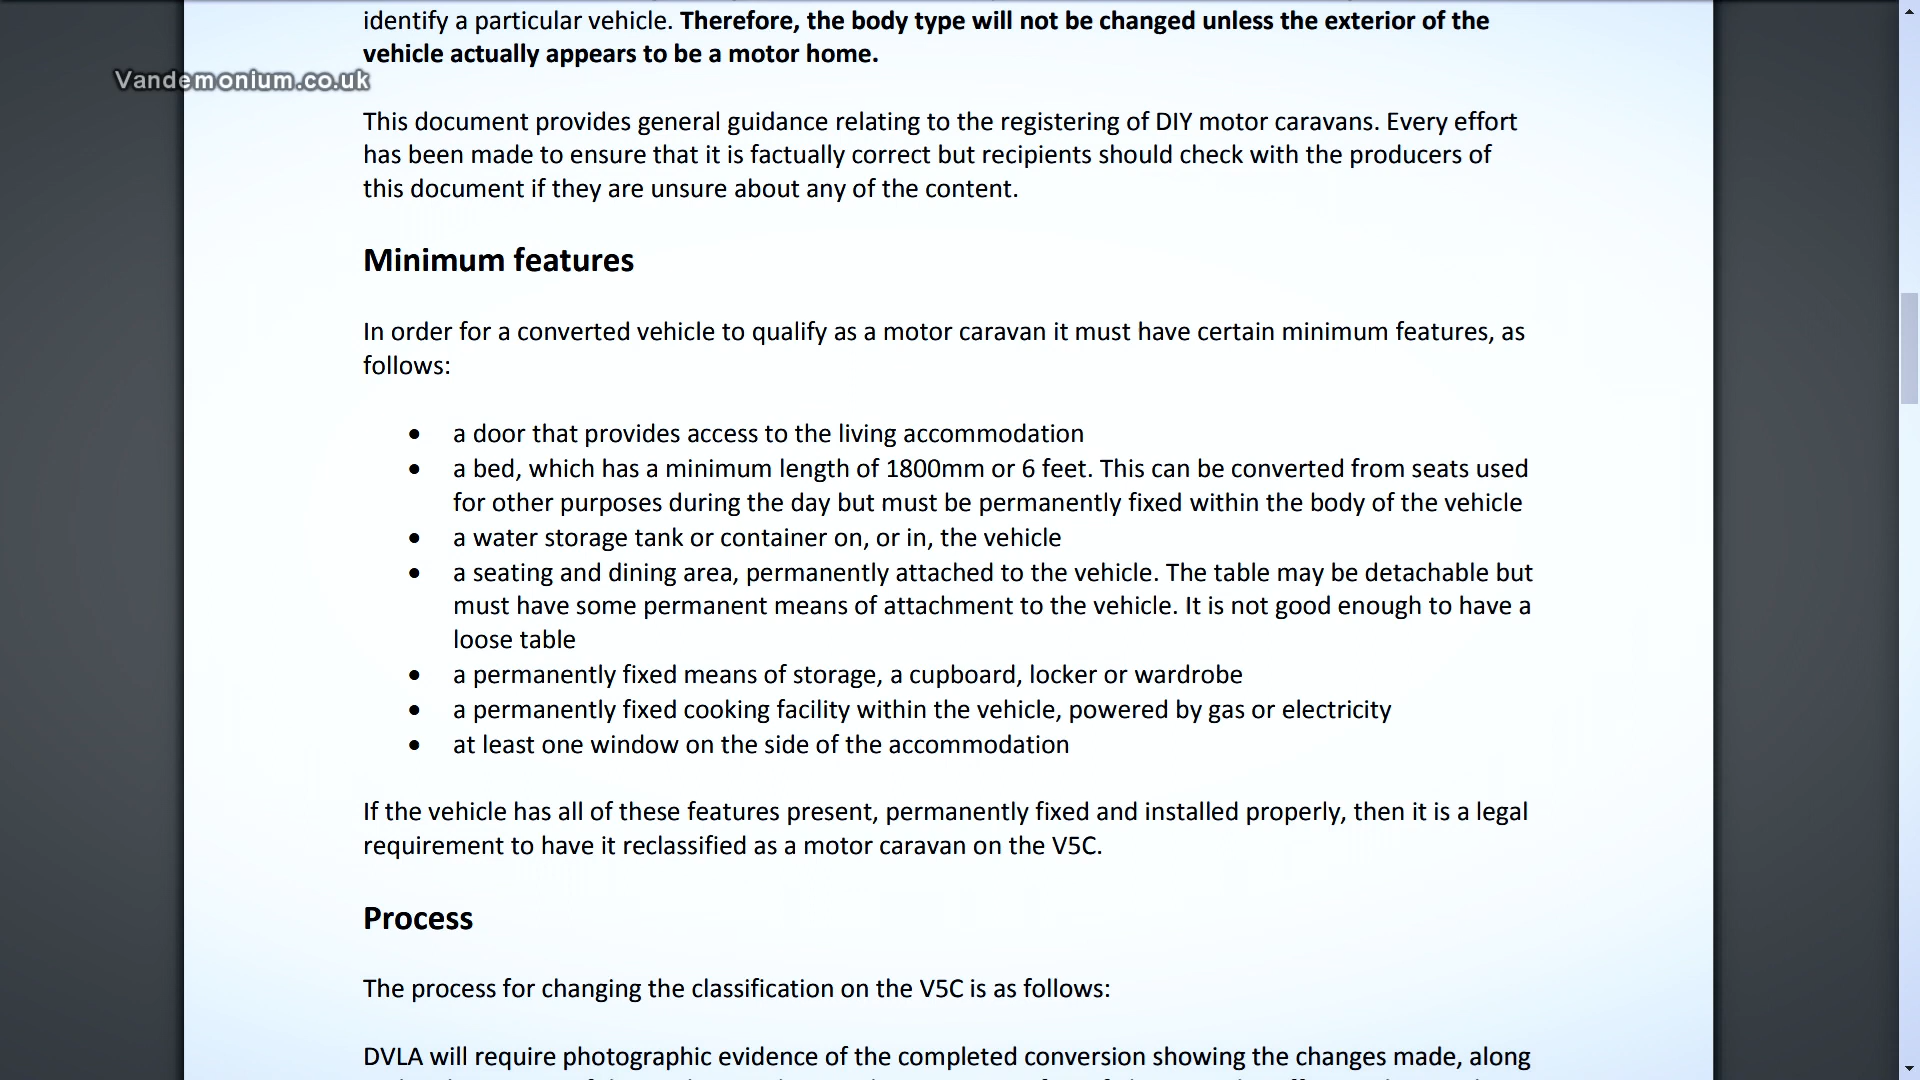 identify a particular vehicle. Therefore, the body type will not be changed unless the exterior of the
vehicle actually appears to be a motor home.
Vandemonium.co.uk
This document provides general guidance relating to the registering of DIY motor caravans. Every effort
has been made to ensure that it is factually correct but recipients should check with the producers of
this document if they are unsure about any of the content.
Minimum features
In order for a converted vehicle to qualify as a motor caravan it must have certain minimum features, as
follows:
• a door that provides access to the living accommodation
• a bed, which has a minimum length of 1800mm or 6 feet. This can be converted from seats used
for other purposes during the day but must be permanently fixed within the body of the vehicle
• a water storage tank or container on, or in, the vehicle
• a seating and dining area, permanently attached to the vehicle. The table may be detachable but
must have some permanent means of attachment to the vehicle. It is not good enough to have a
loose table
• a permanently fixed means of storage, a cupboard, locker or wardrobe
• a permanently fixed cooking facility within the vehicle, powered by gas or electricity
• at least one window on the side of the accommodation
If the vehicle has all of these features present, permanently fixed and installed properly, then it is a legal
requirement to have it reclassified as a motor caravan on the V5C.
Process
The process for changing the classification on the V5C is as follows:
DVLA will require photographic evidence of the completed conversion showing the changes made, along